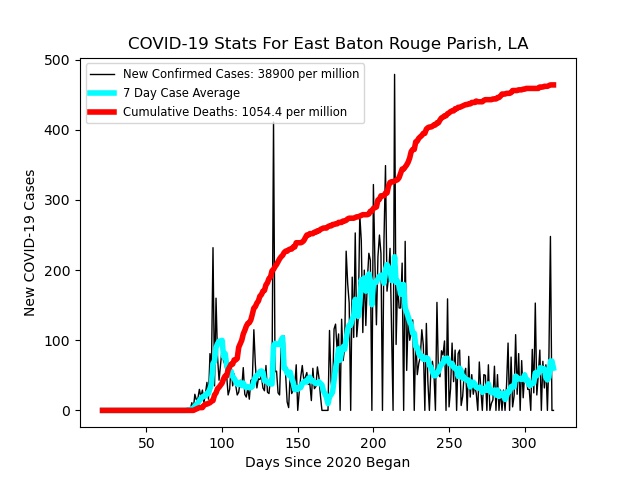 COVID-19 Stats For East Baton Rouge Parish, LA
New Confirmed Cases: 38900 per million
7 Day Case Average
Cumulative Deaths: 1054.4 per million
500
400
300
200
100
0
New COVID-19 Cases
50 100 150 200 250 300
Days Since 2020 Began